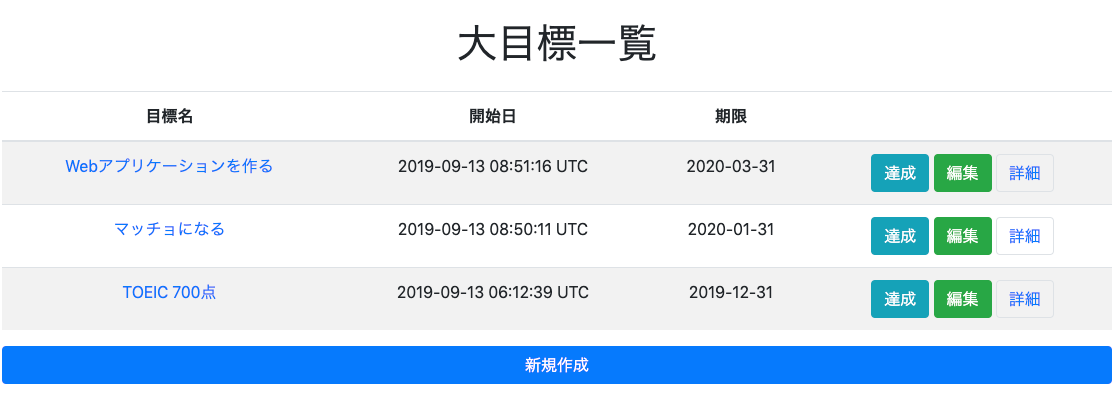 大目標一覧
目標名 開始日 期限
Webアプリケーションを作る 2019-09-13 08:51:16 UTC 2020-03-31 達成 編集 詳細
マッチョになる 2019-09-13 08:50:11 UTC 2020-01-31 達成 編集 詳細
TOEIC 700点 2019-09-13 06:12:39 UTC 2019-12-31 達成 編集 詳細
新規作成